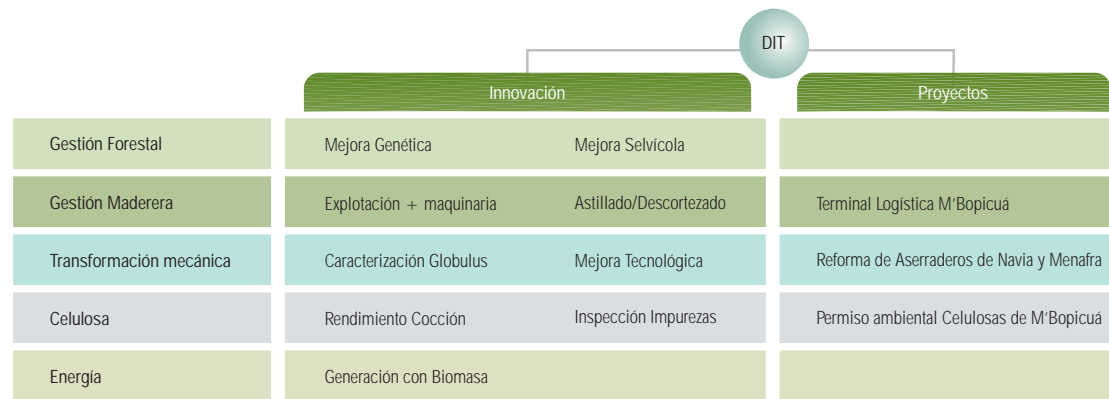 DIT
Innovación
Proyectos
Gestión Forestal
Mejora Genética
Mejora Selvícola
Gestión Maderera
Explotación + maquinaria
Astillado/Descortezado
Terminal Logística M'Bopicuá
Transformación mecánica
Caracterización Globulus
Mejora Tecnológica
Reforma de Aserraderos de Navia y Menafra
Celulosa
Rendimiento Cocción
Inspección Impurezas
Permiso ambiental Celulosas de M'Bopicuá
Energía
Generación con Biomasa